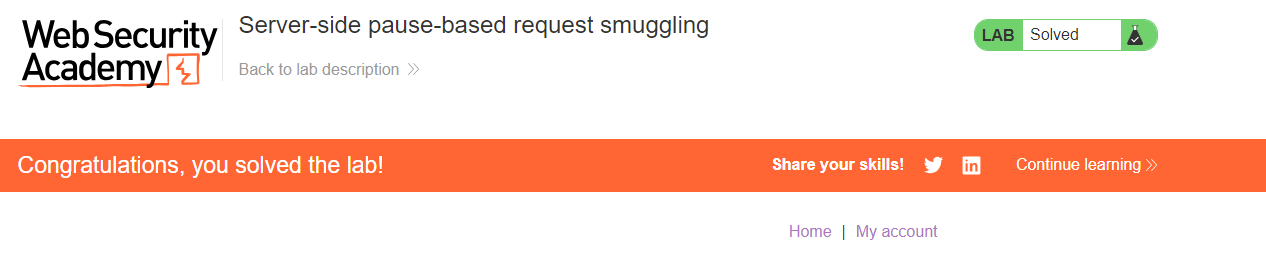 Web Security
Academy
Server-side pause-based request smuggling
Back to lab description
LAB Solved
Congratulations, you solved the lab!
Share your skills!
Continue learning
Home | My account